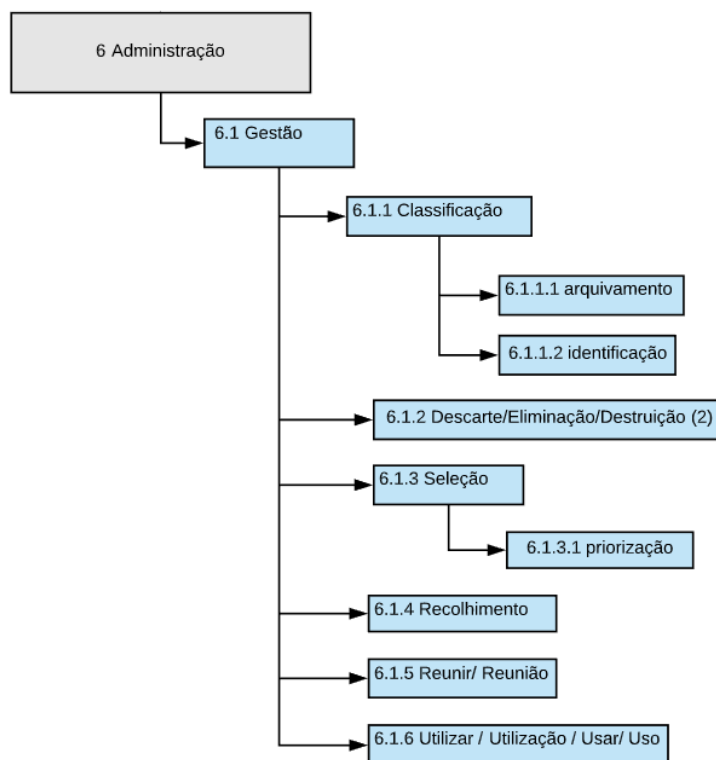 6 Administração
6.1 Gestão
6.1.1 Classificação
6.1.1.1 arquivamento
6.1.1.2 identificação
6.1.2 Descarte/Eliminação/Destruição (2)
6.1.3 Seleção
6.1.3.1 priorização
6.1.4 Recolhimento
6.1.5 Reunir/ Reunião
6.1.6 Utilizar / Utilização / Usar/ Uso